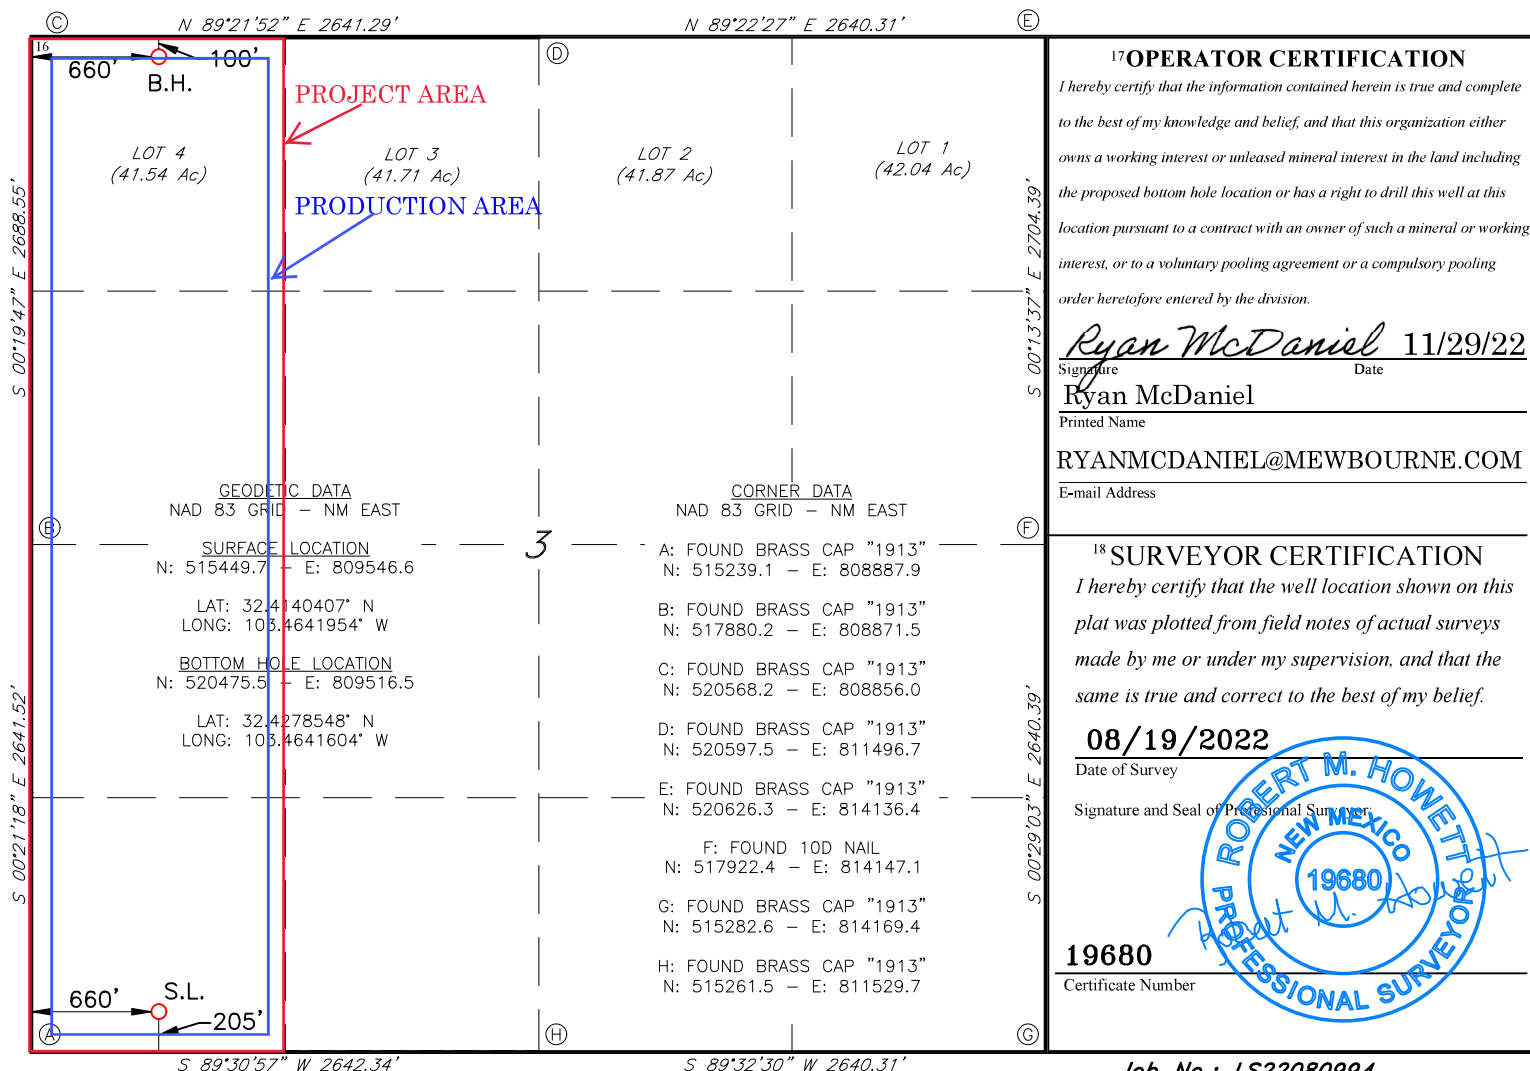 Ⓒ N 89°21'52" E 2641.29' N 89°22'27" E 2640.31' Ⓔ
16
660' 100'
B.H.
Ⓓ
PROJECT AREA
LOT 4
(41.54 Ac)
LOT 3
(41.71 Ac)
LOT 2
(41.87 Ac)
LOT 1
(42.04 Ac)
PRODUCTION AREA
S 00°19'47" E 2688.55'
S 00°13'37" E 2704.39'
GEODETIC DATA
NAD 83 GRID – NM EAST
SURFACE LOCATION
N: 515449.7 – E: 809546.6
LAT: 32.4140407° N
LONG: 103.4641954° W
BOTTOM HOLE LOCATION
N: 520475.5 – E: 809516.5
LAT: 32.4278548° N
LONG: 103.4641604° W
Ⓑ
3
Ⓕ
CORNER DATA
NAD 83 GRID – NM EAST
A: FOUND BRASS CAP "1913"
N: 515239.1 – E: 808887.9
B: FOUND BRASS CAP "1913"
N: 517880.2 – E: 808871.5
C: FOUND BRASS CAP "1913"
N: 520568.2 – E: 808856.0
D: FOUND BRASS CAP "1913"
N: 520597.5 – E: 811496.7
E: FOUND BRASS CAP "1913"
N: 520626.3 – E: 814136.4
F: FOUND 10D NAIL
N: 517922.4 – E: 814147.1
G: FOUND BRASS CAP "1913"
N: 515282.6 – E: 814169.4
H: FOUND BRASS CAP "1913"
N: 515261.5 – E: 811529.7
S 00°21'18" E 2641.52'
S 00°29'03" E 2640.39'
660' S.L.
205'
Ⓐ Ⓗ Ⓖ
S 89°30'57" W 2642.34' S 89°32'30" W 2640.31'
17 OPERATOR CERTIFICATION
I hereby certify that the information contained herein is true and complete
to the best of my knowledge and belief, and that this organization either
owns a working interest or unleased mineral interest in the land including
the proposed bottom hole location or has a right to drill this well at this
location pursuant to a contract with an owner of such a mineral or working
interest, or to a voluntary pooling agreement or a compulsory pooling
order heretofore entered by the division.
Ryan McDaniel 11/29/22
Signature Date
Ryan McDaniel
Printed Name
RYANMCDANIEL@MEWBOURNE.COM
E-mail Address
18 SURVEYOR CERTIFICATION
I hereby certify that the well location shown on this
plat was plotted from field notes of actual surveys
made by me or under my supervision, and that the
same is true and correct to the best of my belief.
08/19/2022
Date of Survey
Signature and Seal of Professional Surveyor:
ROBERT M. HOWETT
NEW MEXICO
19680
PROFESSIONAL SURVEYOR
Robert M. Howett
19680
Certificate Number
Job No.: LS22080994